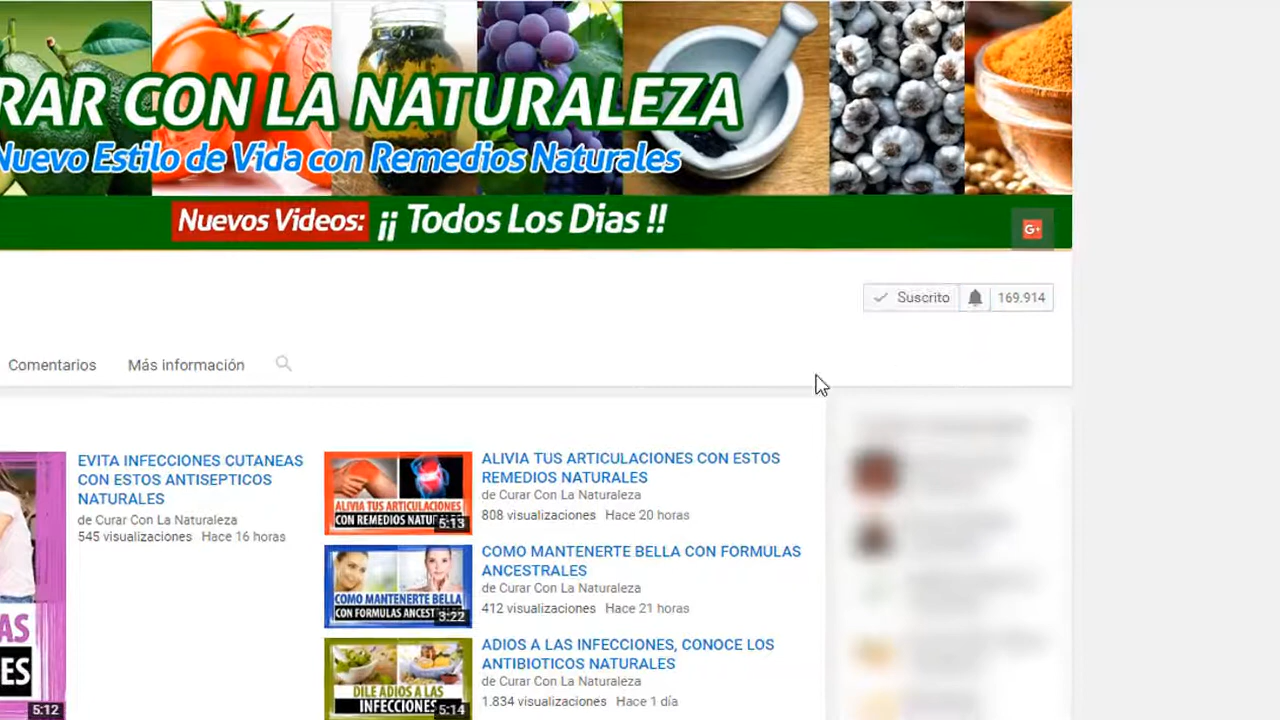 RAR CON LA NATURALEZA
Nuevo Estilo de Vida con Remedios Naturales
Nuevos Videos: ¡¡ Todos Los Dias !!
G+
Suscrito 169.914
Comentarios Más información
EVITA INFECCIONES CUTANEAS
CON ESTOS ANTISEPTICOS
NATURALES
de Curar Con La Naturaleza
545 visualizaciones Hace 16 horas
AS
ES
5:12
ALIVIA TUS ARTICULACIONES
CON REMEDIOS NATUR
5:13
ALIVIA TUS ARTICULACIONES CON ESTOS
REMEDIOS NATURALES
de Curar Con La Naturaleza
808 visualizaciones Hace 20 horas
COMO MANTENERTE BELLA
CON FORMULAS ANCEST
3:22
COMO MANTENERTE BELLA CON FORMULAS
ANCESTRALES
de Curar Con La Naturaleza
412 visualizaciones Hace 21 horas
DILE ADIOS A LAS
INFECCIONES
5:14
ADIOS A LAS INFECCIONES, CONOCE LOS
ANTIBIOTICOS NATURALES
de Curar Con La Naturaleza
1.834 visualizaciones Hace 1 día